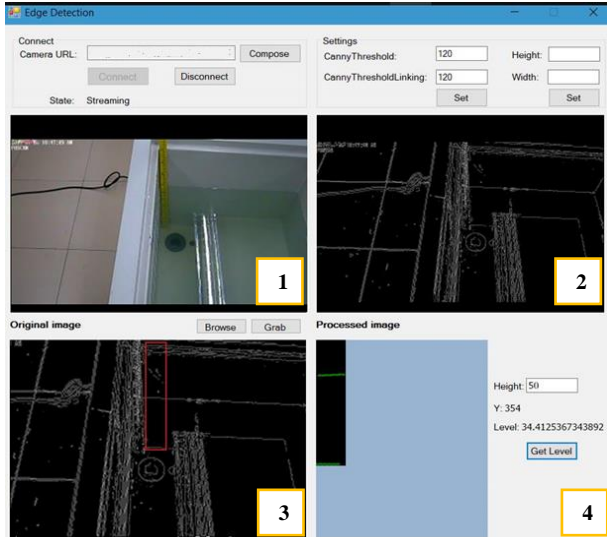 Edge Detection
Connect
Camera URL:
Compose
Connect
Disconnect
State: Streaming
Settings
CannyThreshold: 120
Height:
CannyThresholdLinking: 120
Width:
Set
Set
1
2
Original image
Browse
Grab
Processed image
3
Height: 50
Y: 354
Level: 34.4125367343892
Get Level
4